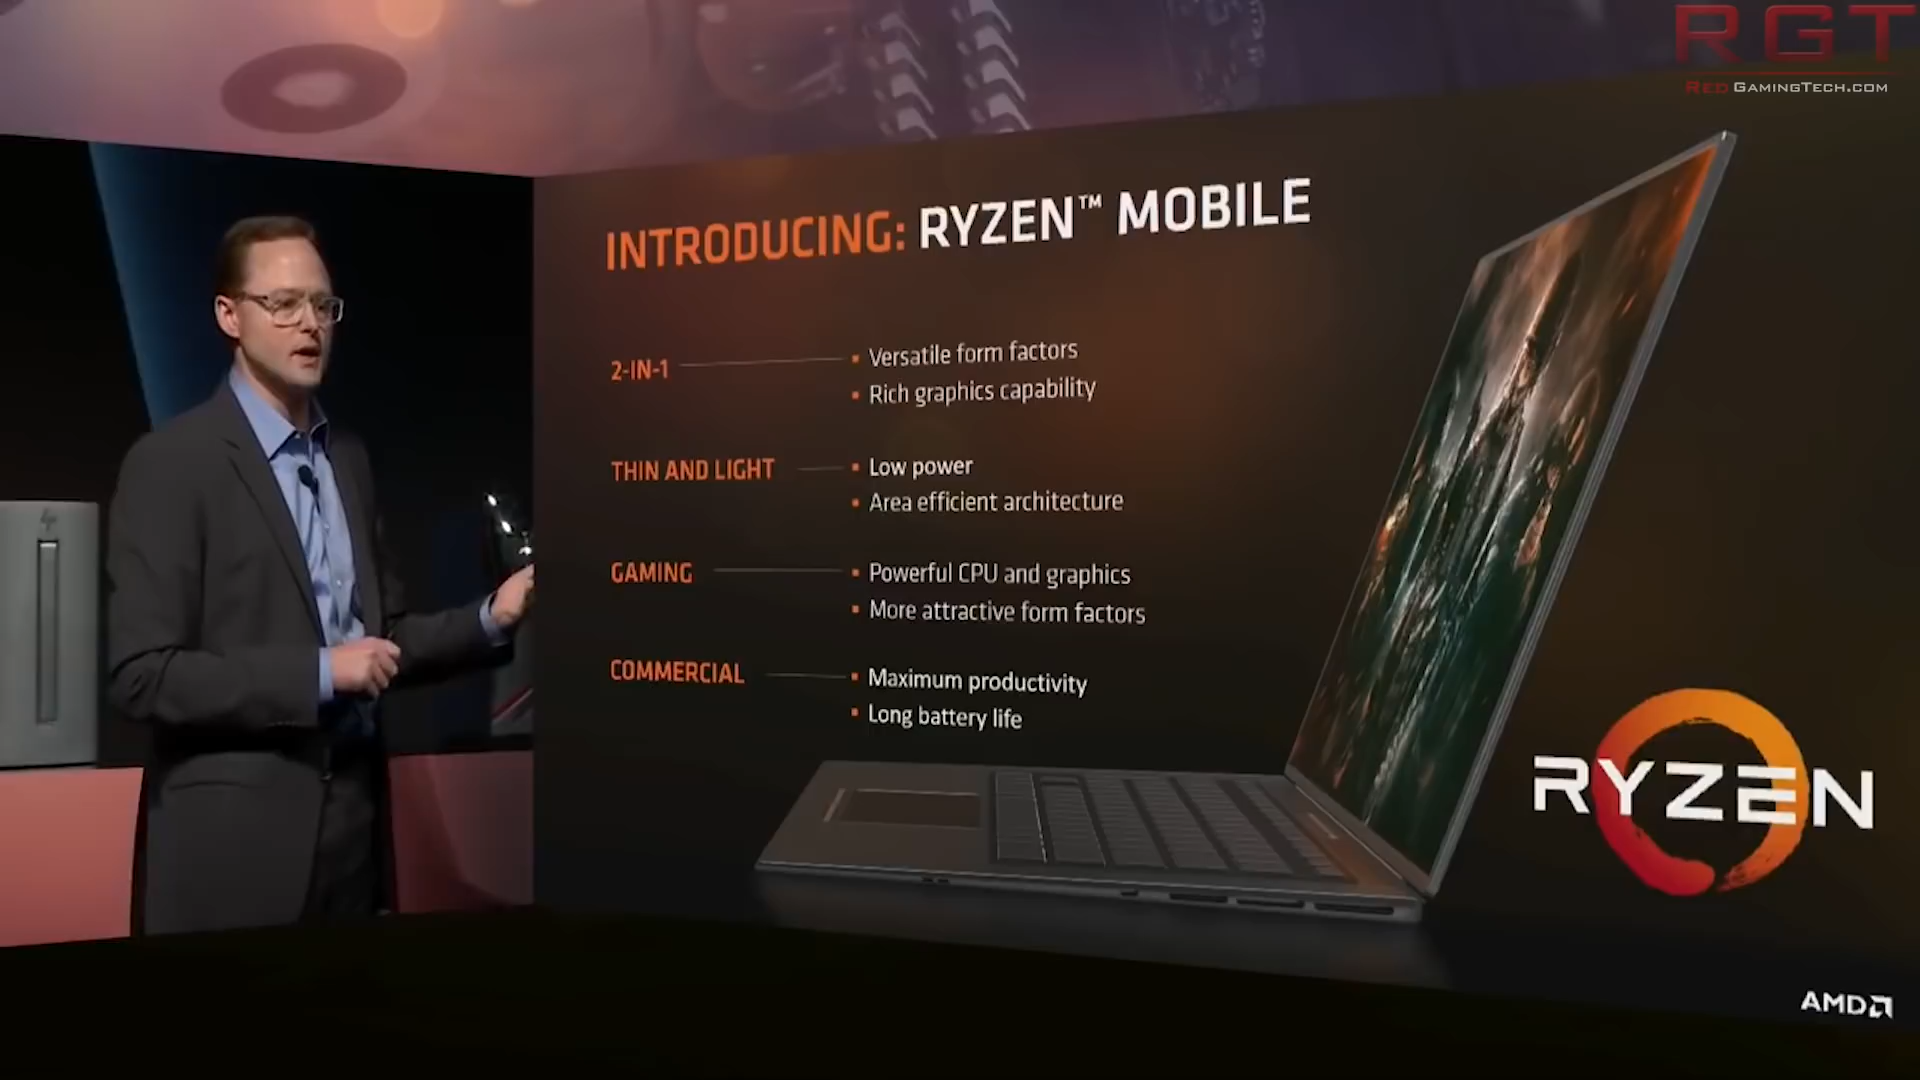 RGT
RED GAMINGTECH.COM
INTRODUCING: RYZEN™ MOBILE
2-IN-1
▪ Versatile form factors
▪ Rich graphics capability
THIN AND LIGHT
▪ Low power
▪ Area efficient architecture
GAMING
▪ Powerful CPU and graphics
▪ More attractive form factors
COMMERCIAL
▪ Maximum productivity
▪ Long battery life
RYZEN
AMD